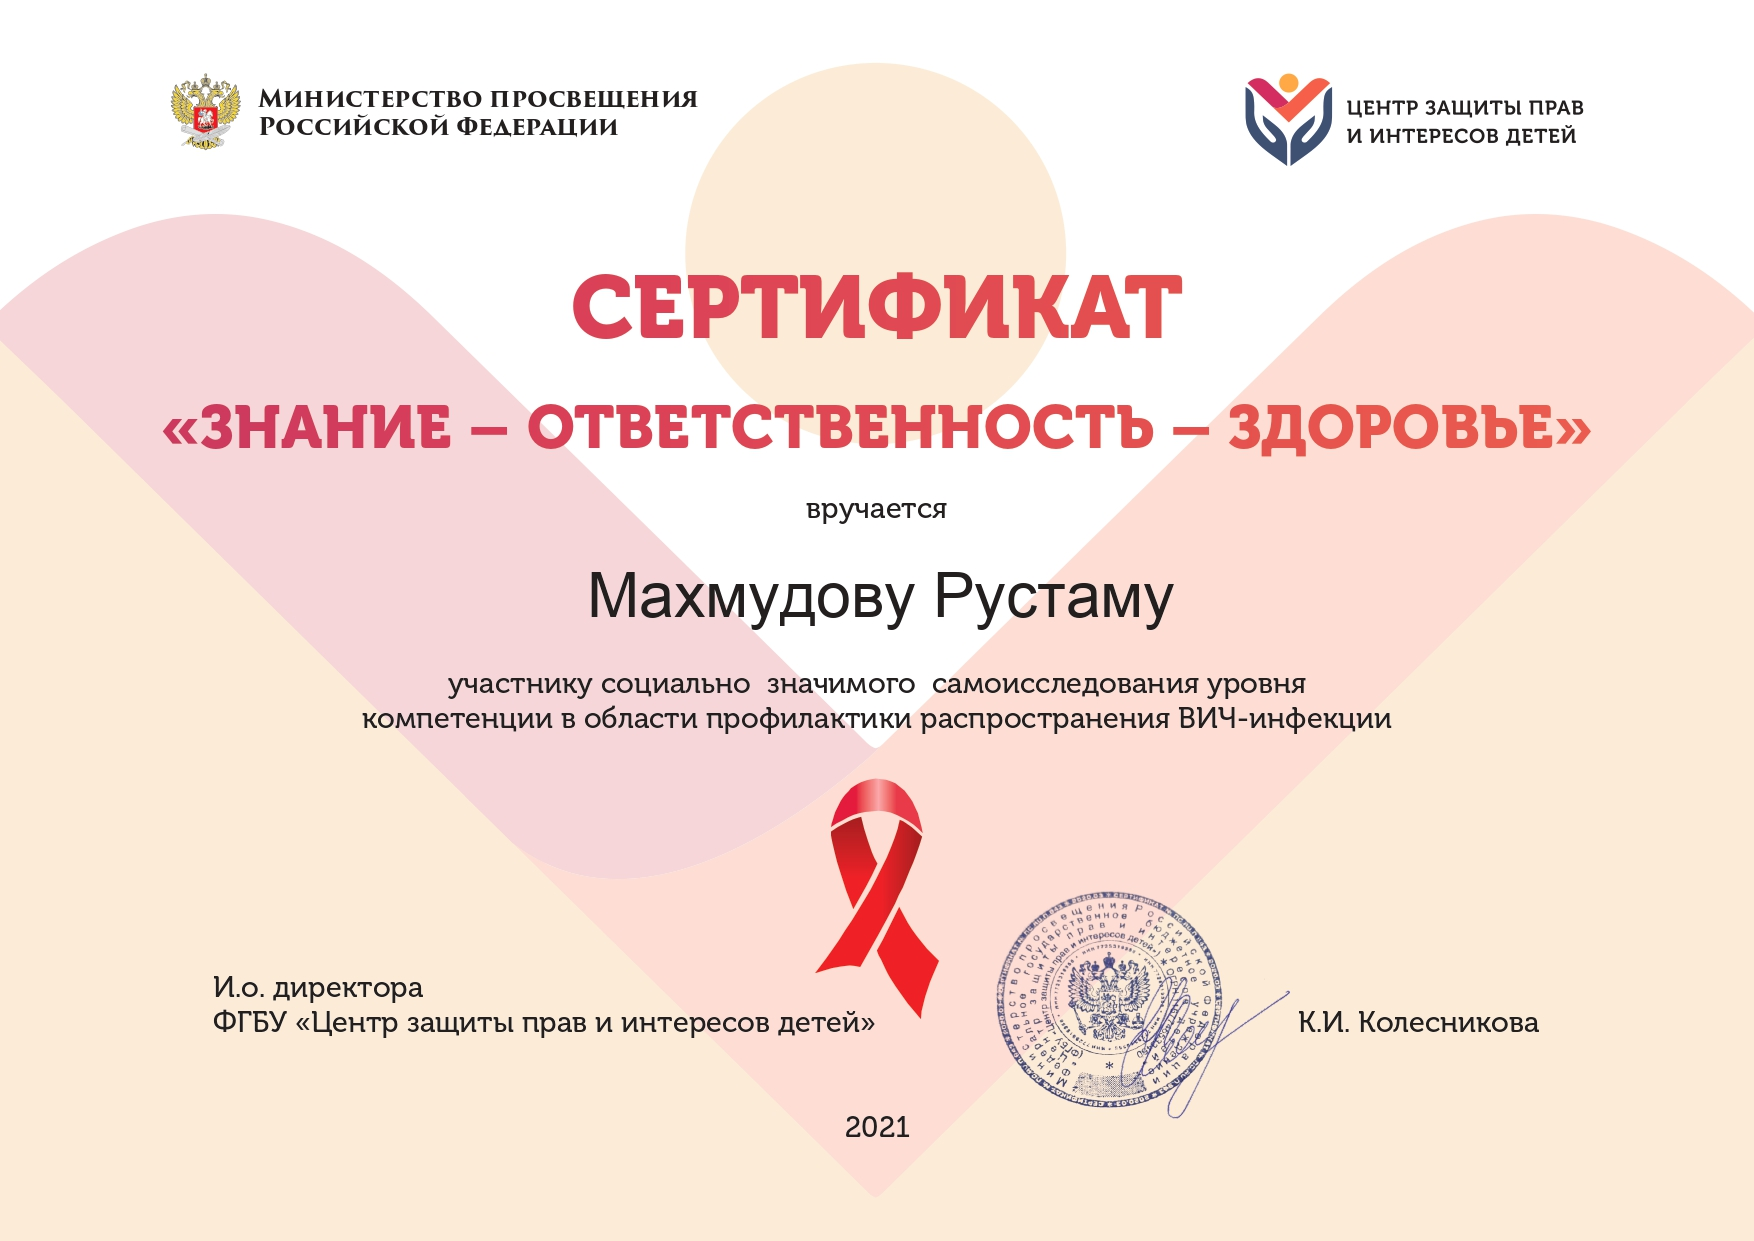 МИНИСТЕРСТВО ПРОСВЕЩЕНИЯ
РОССИЙСКОЙ ФЕДЕРАЦИИ
ЦЕНТР ЗАЩИТЫ ПРАВ
И ИНТЕРЕСОВ ДЕТЕЙ
СЕРТИФИКАТ
«ЗНАНИЕ – ОТВЕТСТВЕННОСТЬ – ЗДОРОВЬЕ»
вручается
Махмудову Рустаму
участнику социально значимого самоисследования уровня
компетенции в области профилактики распространения ВИЧ-инфекции
И.о. директора
ФГБУ «Центр защиты прав и интересов детей»
К.И. Колесникова
2021